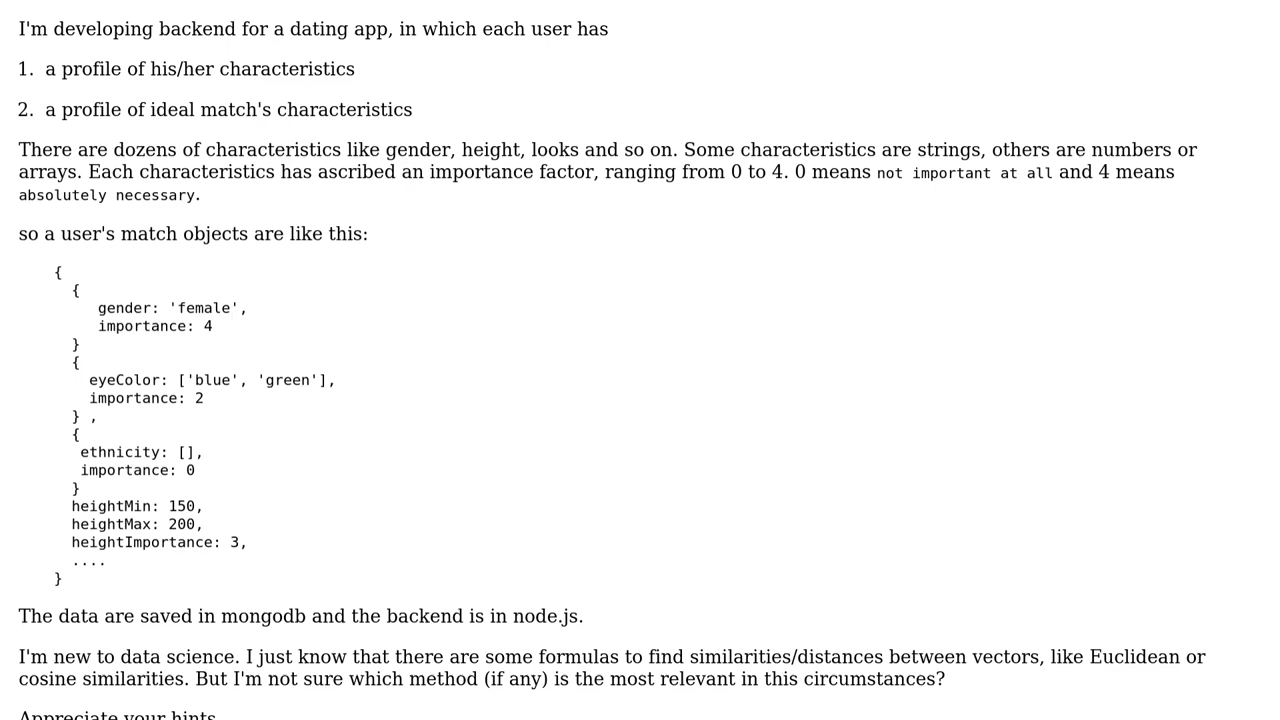 I'm developing backend for a dating app, in which each user has
1. a profile of his/her characteristics
2. a profile of ideal match's characteristics
There are dozens of characteristics like gender, height, looks and so on. Some characteristics are strings, others are numbers or
arrays. Each characteristics has ascribed an importance factor, ranging from 0 to 4. 0 means not important at all and 4 means
absolutely necessary.
so a user's match objects are like this:
{
{
gender: 'female',
importance: 4
}
{
eyeColor: ['blue', 'green'],
importance: 2
} ,
{
ethnicity: [],
importance: 0
}
heightMin: 150,
heightMax: 200,
heightImportance: 3,
....
}
The data are saved in mongodb and the backend is in node.js.
I'm new to data science. I just know that there are some formulas to find similarities/distances between vectors, like Euclidean or
cosine similarities. But I'm not sure which method (if any) is the most relevant in this circumstances?
Appreciate your hints